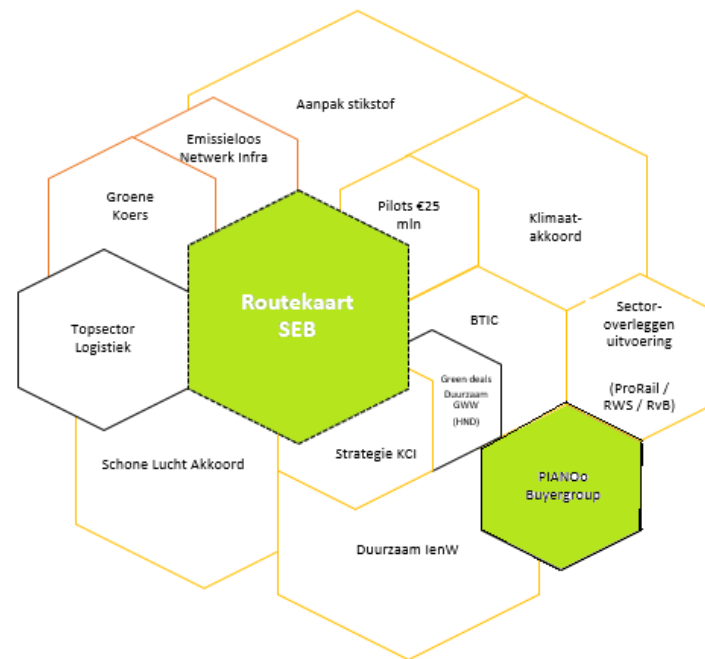 Aanpak stikstof
Emissieloos
Netwerk Infra
Groene
Koers
Pilots €25
mln
Klimaat-
akkoord
Routekaart
SEB
Topsector
Logistiek
BTIC
Sector-
overleggen
uitvoering
(ProRail /
RWS / RvB)
Green deals
Duurzaam
GWW
(HND)
Strategie KCI
Schone Lucht Akkoord
PIANOo
Buyergroup
Duurzaam IenW